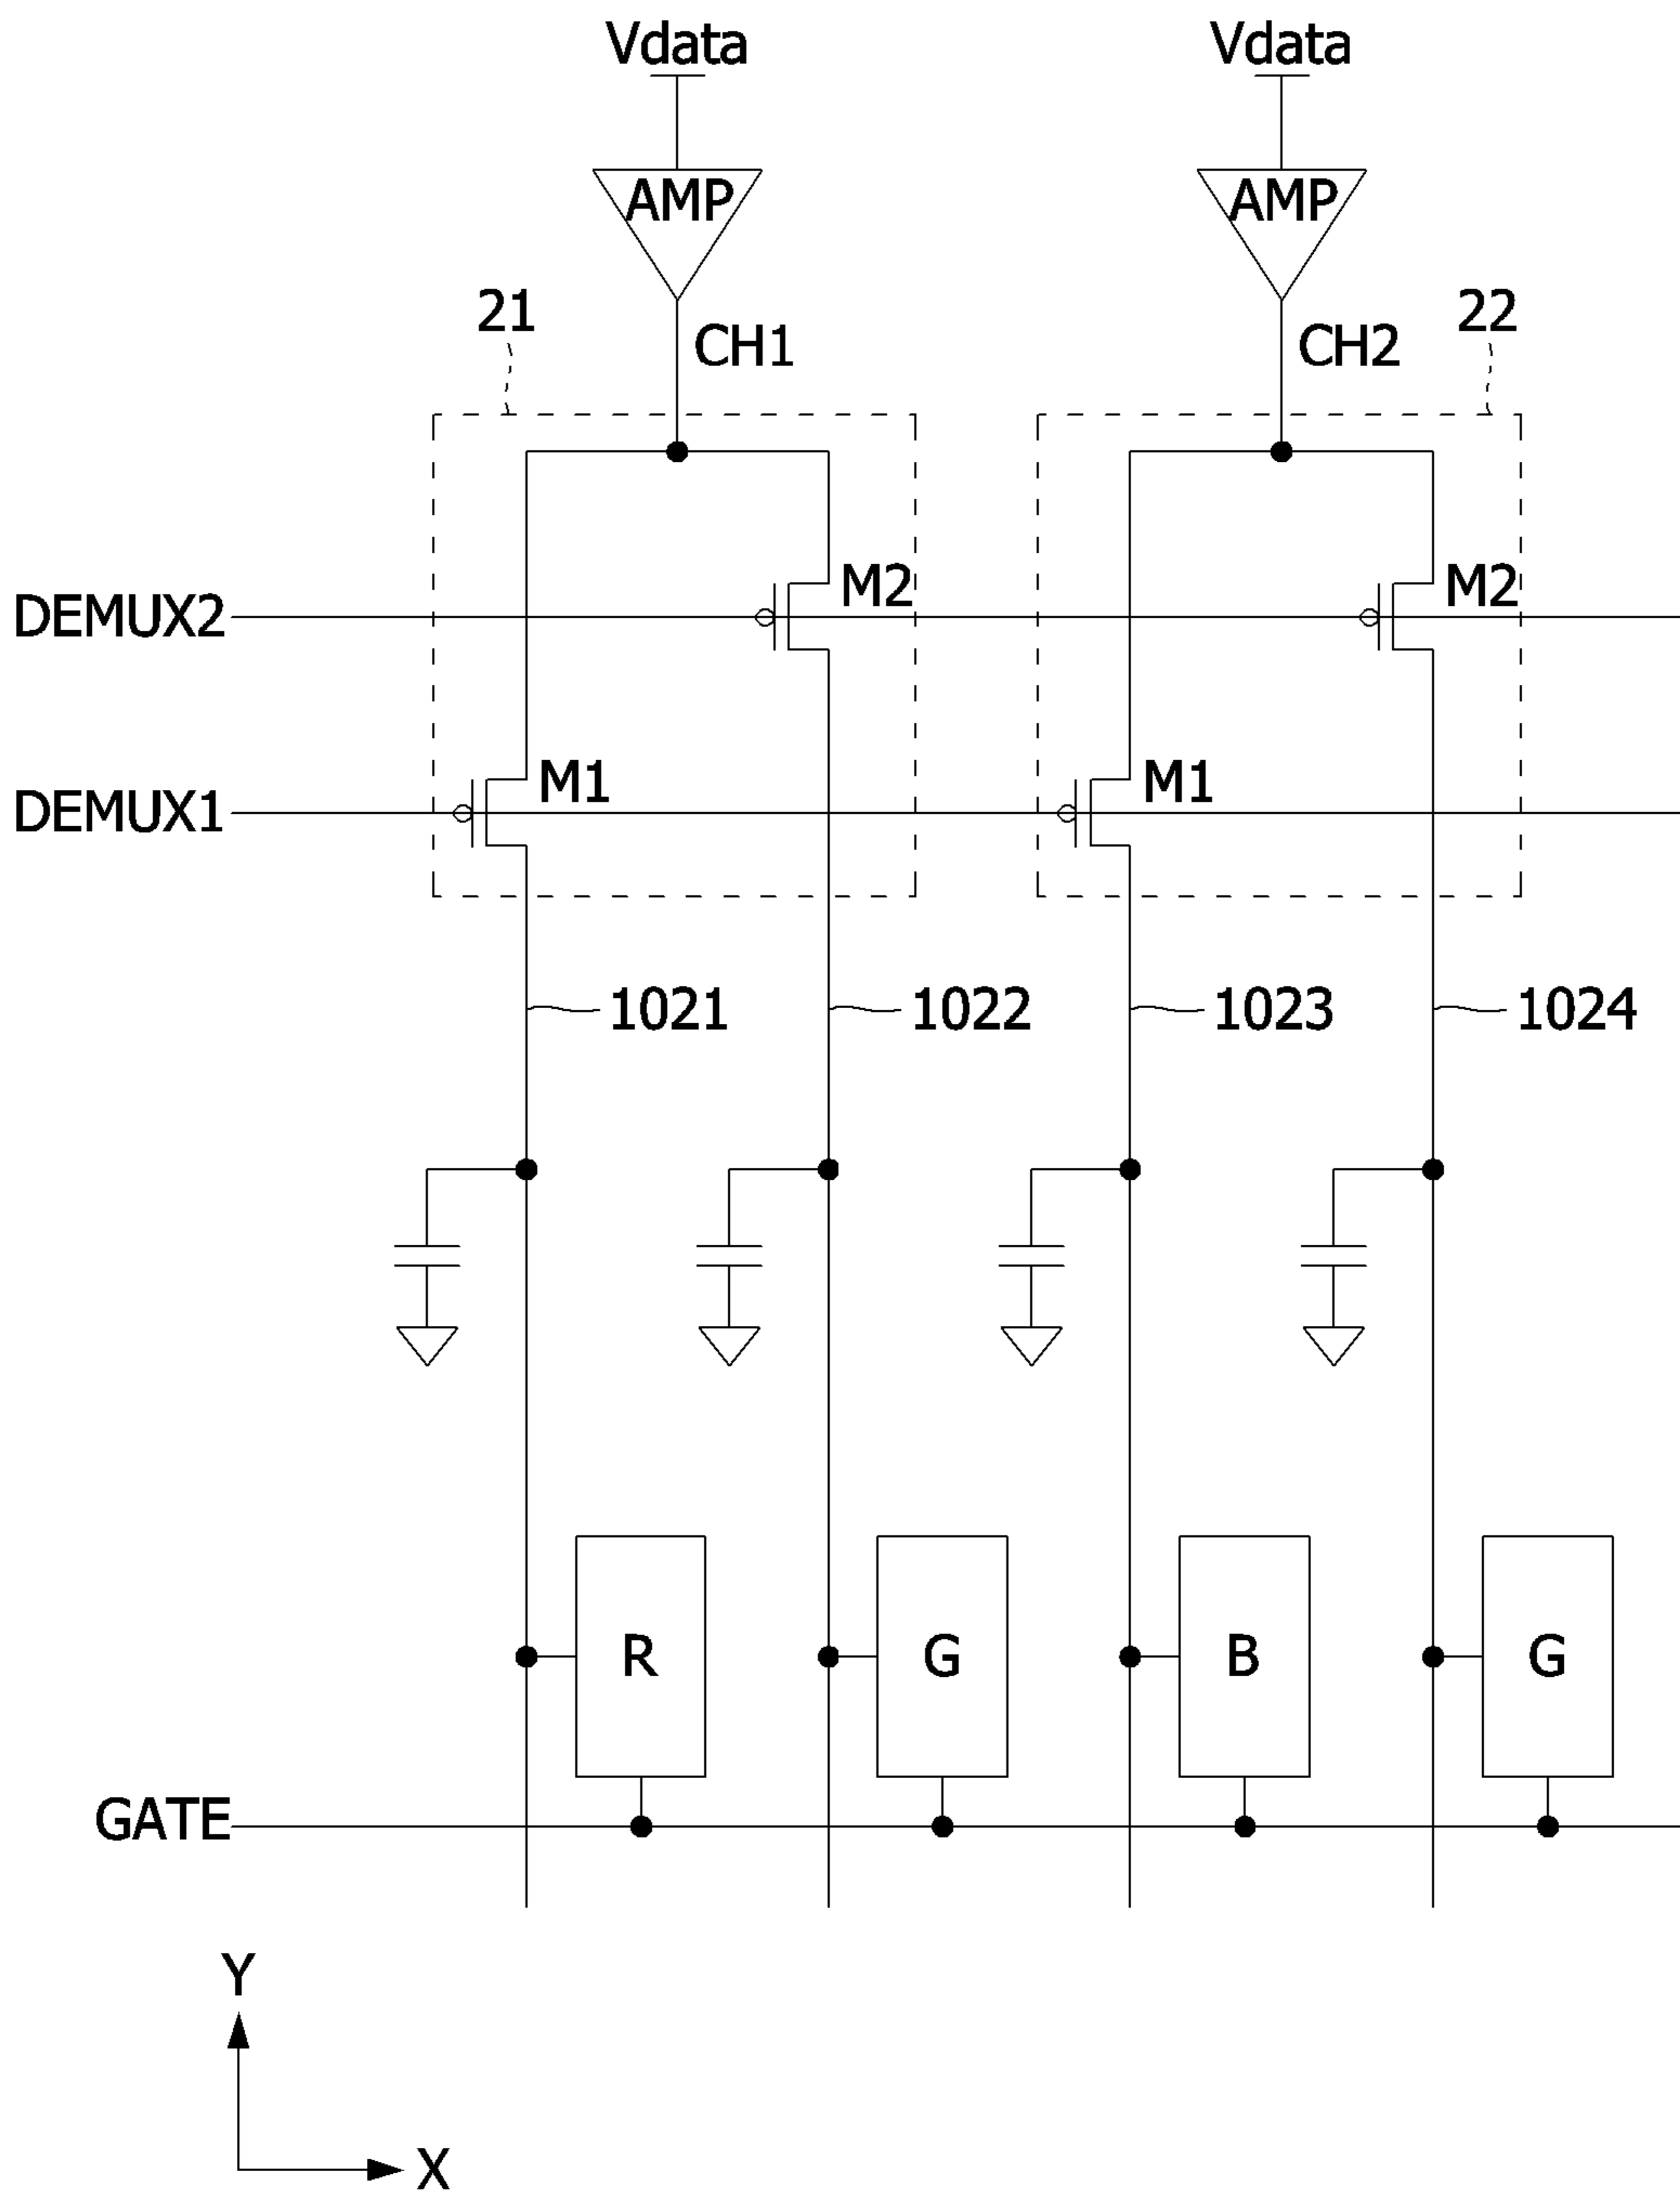 Vdata
Vdata
AMP
AMP
21
CH1
CH2
22
DEMUX2
M2
M2
DEMUX1
M1
M1
1021
1022
1023
1024
R
G
B
G
GATE
Y
X